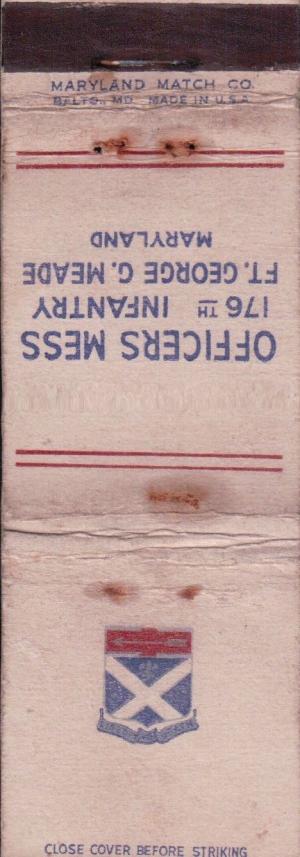 MARYLAND MATCH CO.
BALTO., MD. MADE IN U.S.A
OFFICERS MESS
176TH INFANTRY
FT. GEORGE G. MEADE
MARYLAND
CLOSE COVER BEFORE STRIKING